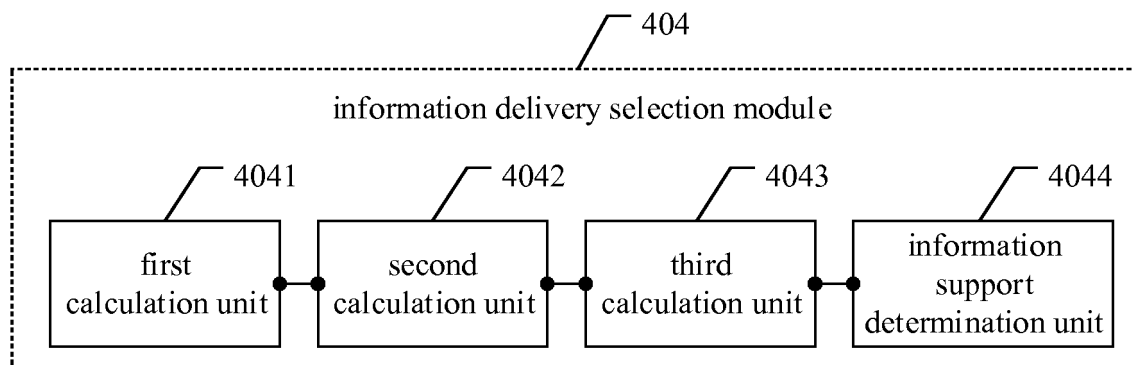 404
information delivery selection module
4041
4042
4043
4044
first
calculation unit
second
calculation unit
third
calculation unit
information
support
determination unit